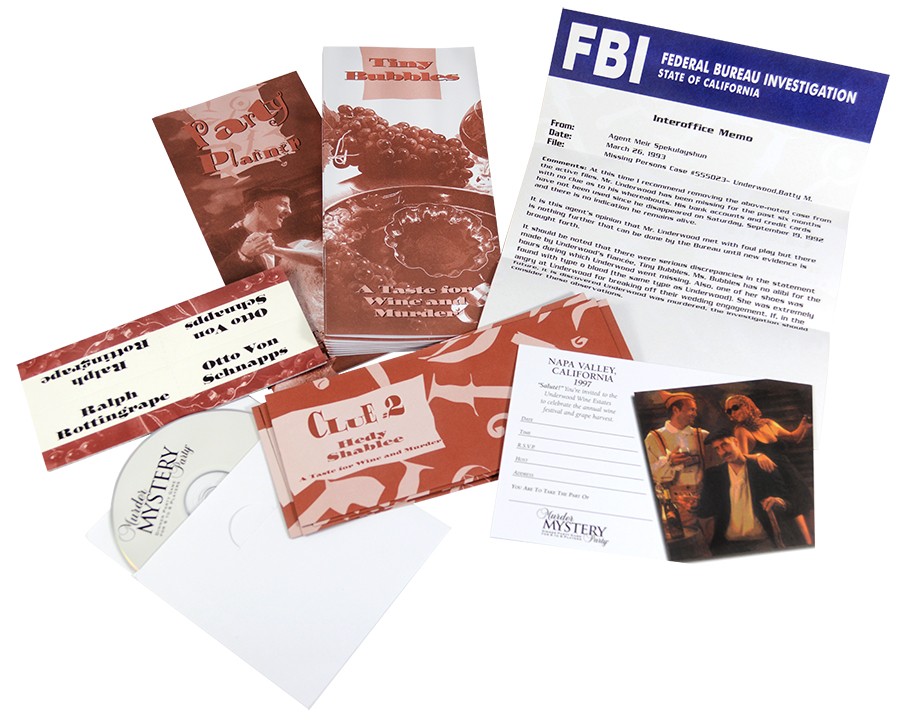 Party
Planner
Tiny
Bubbles
A Taste for
Wine and
Murder
FBI
FEDERAL BUREAU INVESTIGATION
STATE OF CALIFORNIA
Interoffice Memo
From: Agent Meir Spekulagshun
Date: March 26, 1993
File: Missing Persons Case #555023- Underwood,Batty M.
Comments: At this time I recommend removing the above-noted case from
the active files. Mr. Underwood has been missing for the past six months
with no clue as to his whereabouts. His bank accounts and credit cards
have not been used since he disappeared on Saturday, September 19, 1992
and there is no indication he remains alive.
It is this agent's opinion that Mr. Underwood met with foul play but there
is nothing further that can be done by the Bureau until new evidence is
brought forth.
It should be noted that there were serious discrepancies in the statement
made by Underwood's fiancée, Tiny Bubbles. Ms. Bubbles has no alibi for the
hours during which Underwood went missing. Also, one of her shoes was
found with type o blood (the same type as Underwood). She was extremely
angry at Underwood for breaking off their wedding engagement. If, in the
future, it is discovered Underwood was murdered, the investigation should
consider these observations.
Otto Von
Schnapps
Ralph
Rottingrape
Otto Von
Schnapps
Ralph
Rottingrape
Clue #2
Hedy
Shablee
A Taste for Wine and Murder
NAPA VALLEY,
CALIFORNIA
1997
"Salute!" You're invited to the
Underwood Wine Estates
to celebrate the annual wine
festival and grape harvest.
DATE
TIME
R.S.V.P
HOST
ADDRESS
YOU ARE TO TAKE THE PART OF
Murder
MYSTERY
Party
Murder
MYSTERY
Party
DINNER PARTY GAME
FOR 6 TO 8 PLAYERS